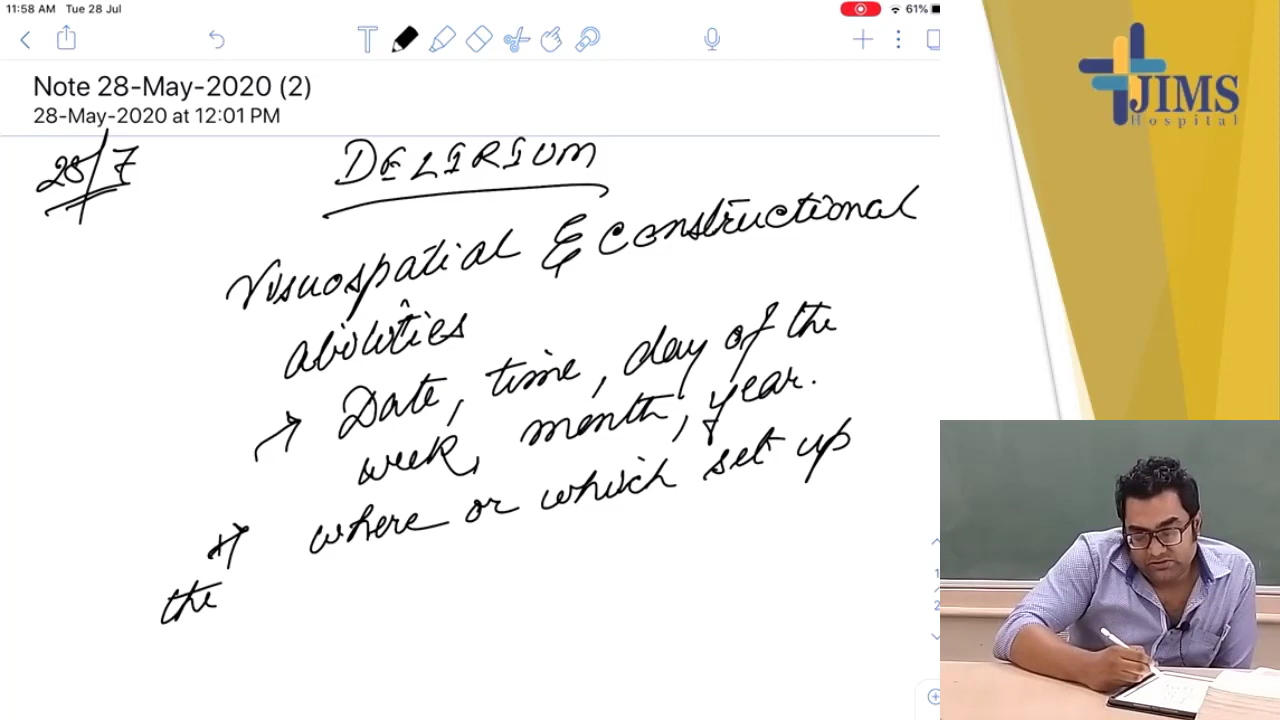 11:58 AM Tue 28 Jul
61%
Note 28-May-2020 (2)
28-May-2020 at 12:01 PM
JIMS
Hospital
28/7
DELIRIUM
Visuospatial & constructional
abilities
→ Date, time, day of the
week, month, year.
→ where or which set up
the